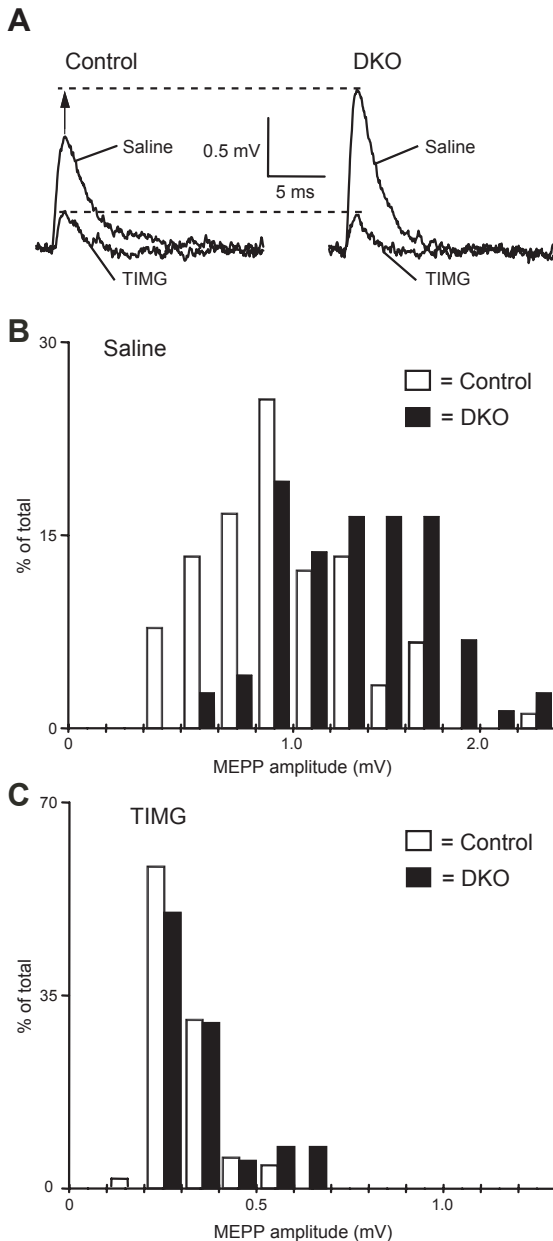 A
Control
DKO
Saline
0.5 mV
5 ms
Saline
TIMG
TIMG
B
30
Saline
= Control
= DKO
15
% of total
0
0
1.0
2.0
MEPP amplitude (mV)
C
70
TIMG
= Control
= DKO
35
% of total
0
0
0.5
1.0
MEPP amplitude (mV)